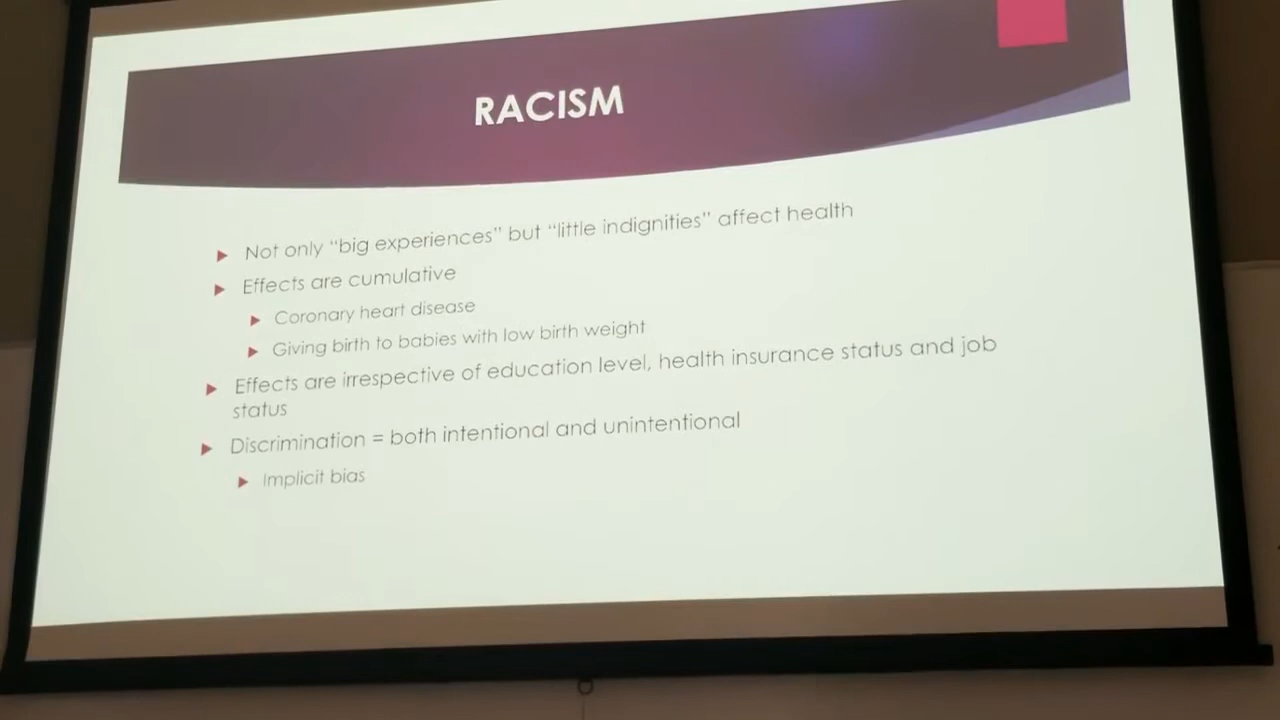 RACISM
Not only “big experiences” but “little indignities” affect health
Effects are cumulative
Coronary heart disease
Giving birth to babies with low birth weight
Effects are irrespective of education level, health insurance status and job
status
Discrimination = both intentional and unintentional
Implicit bias